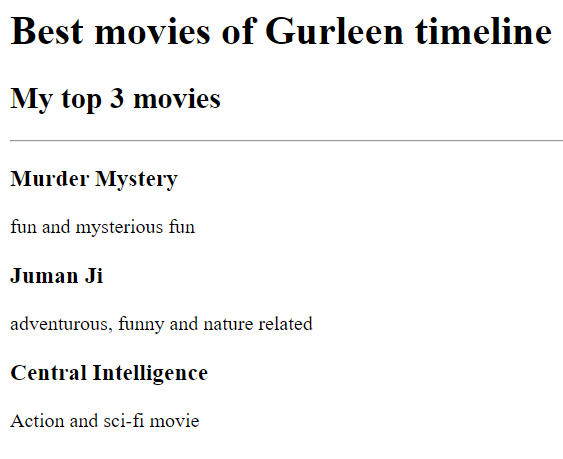 Best movies of Gurleen timeline
My top 3 movies
Murder Mystery
fun and mysterious fun
Juman Ji
adventurous, funny and nature related
Central Intelligence
Action and sci-fi movie